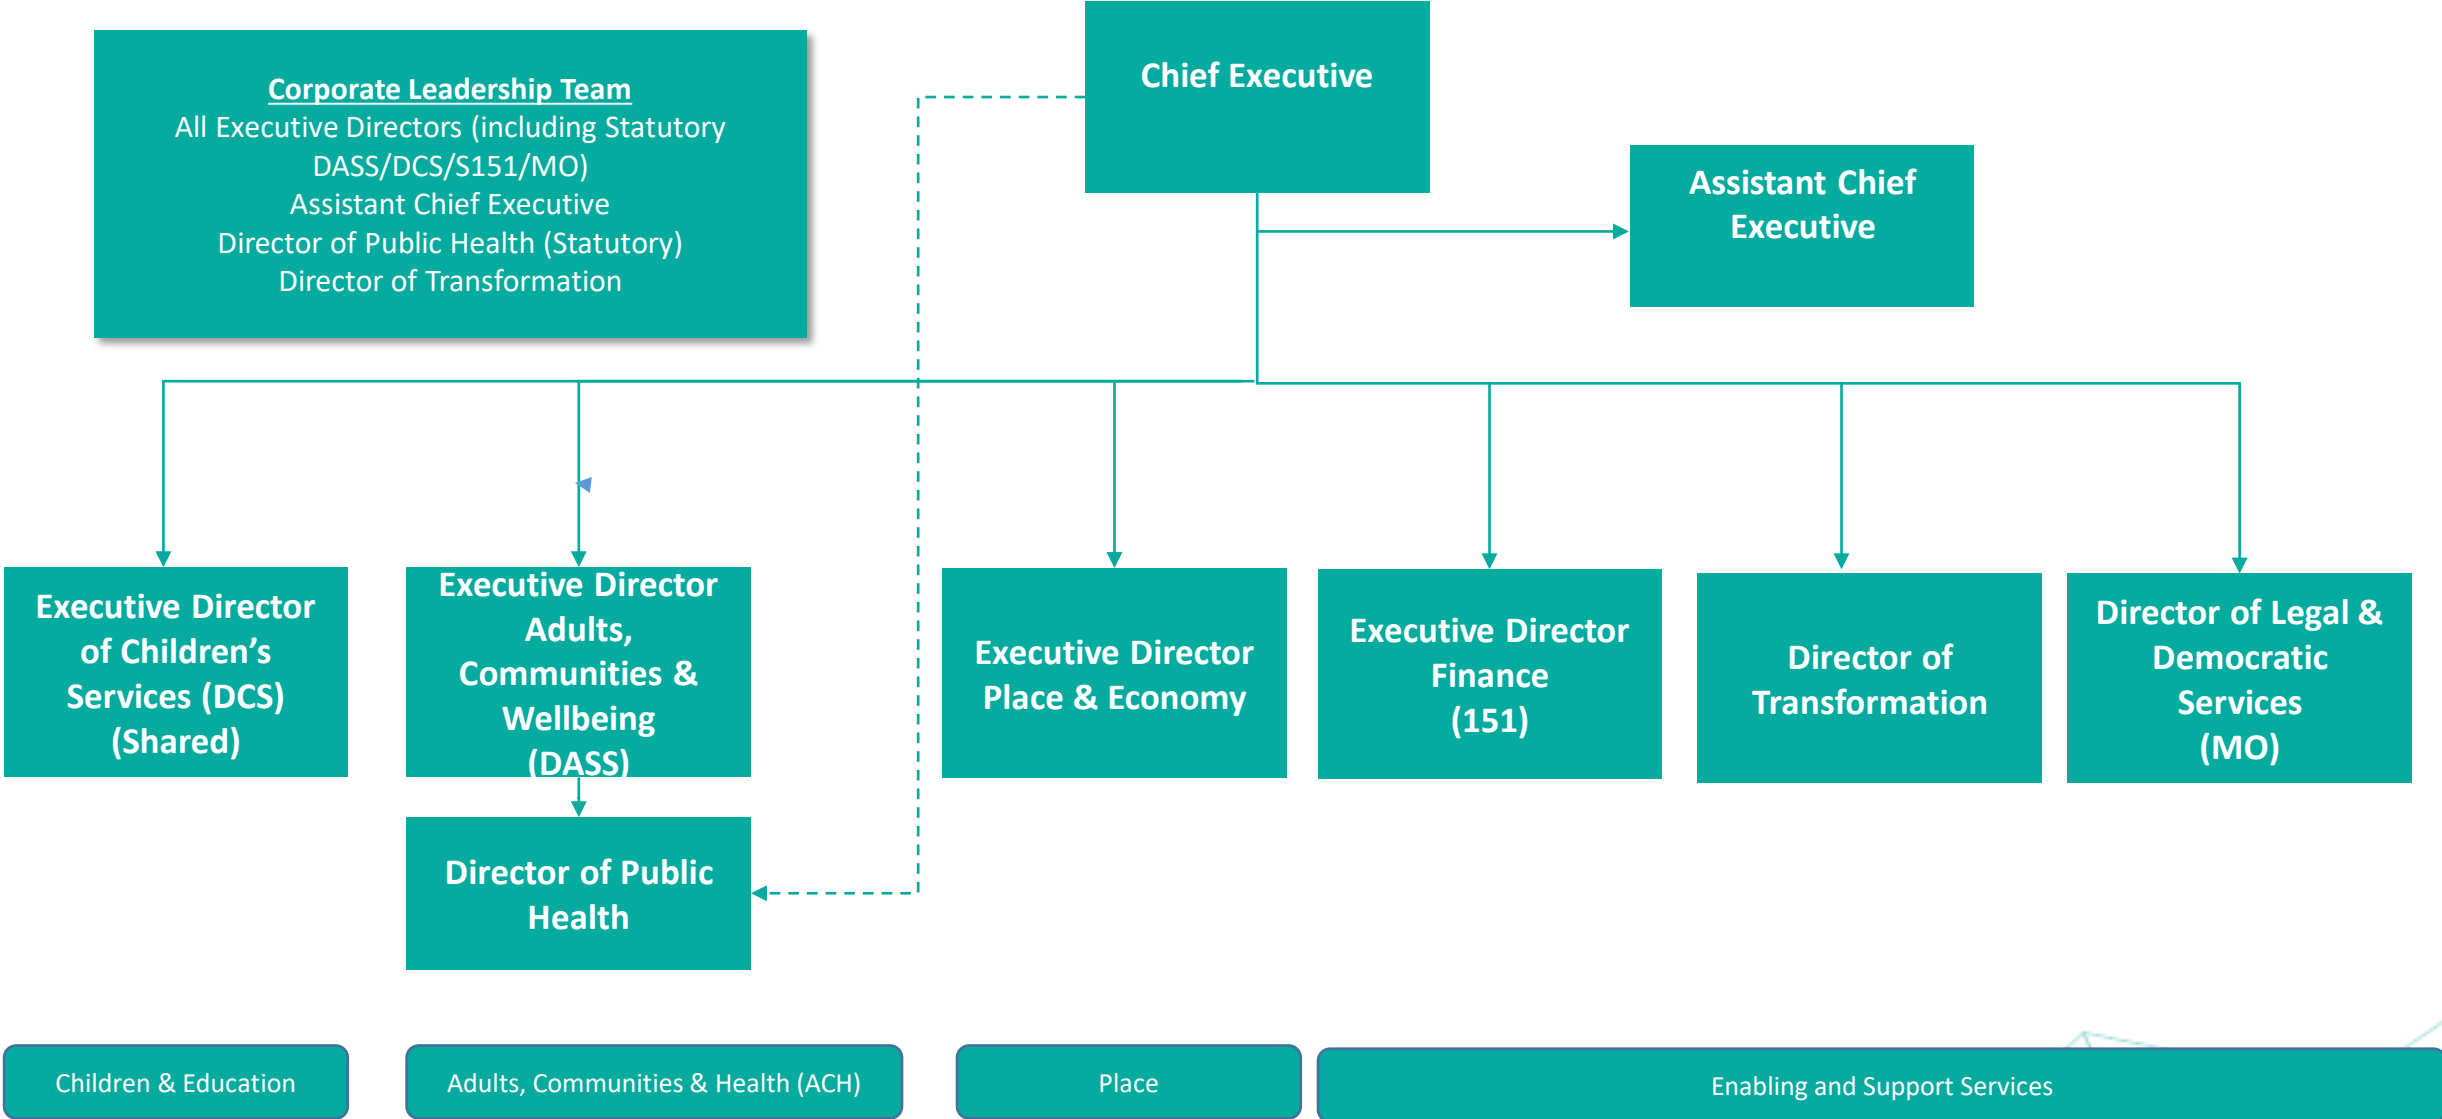 Corporate Leadership Team
All Executive Directors (including Statutory
DASS/DCS/S151/MO)
Assistant Chief Executive
Director of Public Health (Statutory)
Director of Transformation
Chief Executive
Assistant Chief
Executive
Executive Director
of Children’s
Services (DCS)
(Shared)
Executive Director
Adults,
Communities &
Wellbeing
(DASS)
Executive Director
Place & Economy
Executive Director
Finance
(151)
Director of
Transformation
Director of Legal &
Democratic
Services
(MO)
Director of Public
Health
Children & Education
Adults, Communities & Health (ACH)
Place
Enabling and Support Services